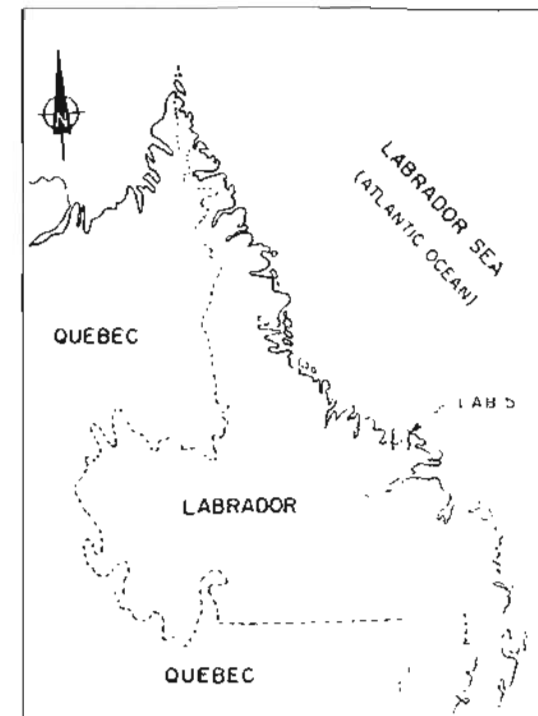 N
LABRADOR SEA
(ATLANTIC OCEAN)
QUEBEC
LAB 5
LABRADOR
QUEBEC